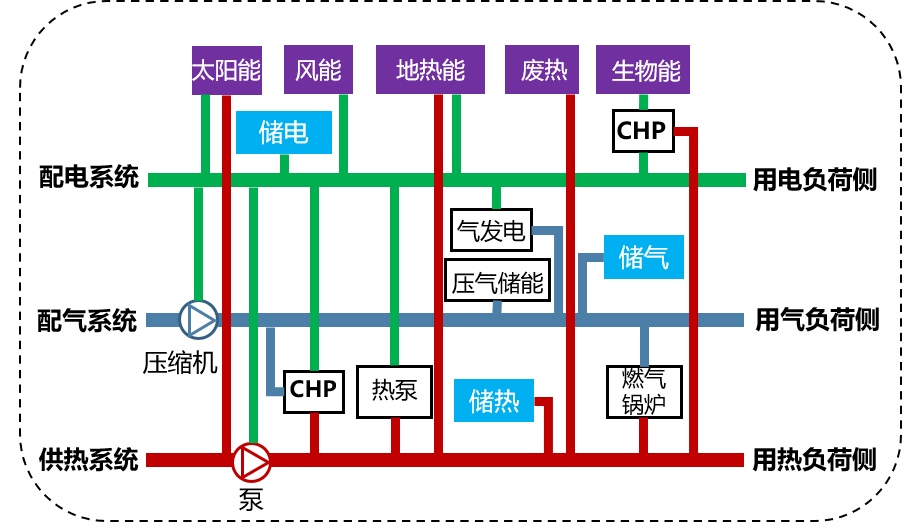 太阳能
风能
地热能
废热
生物能
储电
CHP
配电系统
用电负荷侧
气发电
储气
压气储能
配气系统
用气负荷侧
压缩机
CHP
热泵
储热
燃气
锅炉
供热系统
用热负荷侧
泵